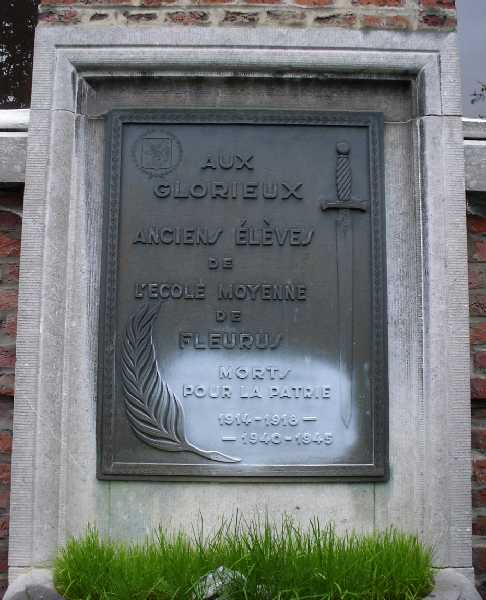 AUX
GLORIEUX
ANCIENS ÉLÈVES
DE
L'ÉCOLE MOYENNE
DE
FLEURUS
MORTS
POUR LA PATRIE
1914-1918 —
— 1940-1945